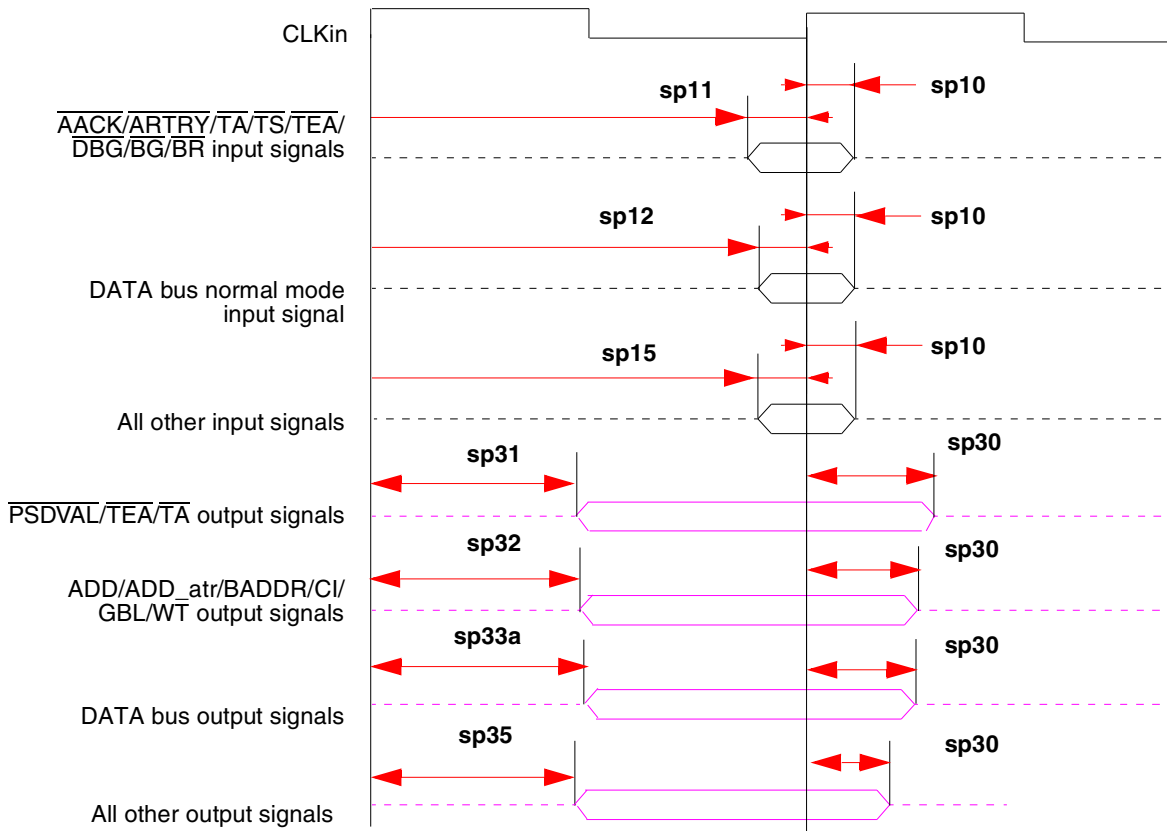 CLKin
sp11
sp10
AACK/ARTRY/TA/TS/TEA/
DBG/BG/BR input signals
sp12
sp10
DATA bus normal mode
input signal
sp15
sp10
All other input signals
sp31
sp30
PSDVAL/TEA/TA output signals
sp32
sp30
ADD/ADD_atr/BADDR/CI/
GBL/WT output signals
sp33a
sp30
DATA bus output signals
sp35
sp30
All other output signals